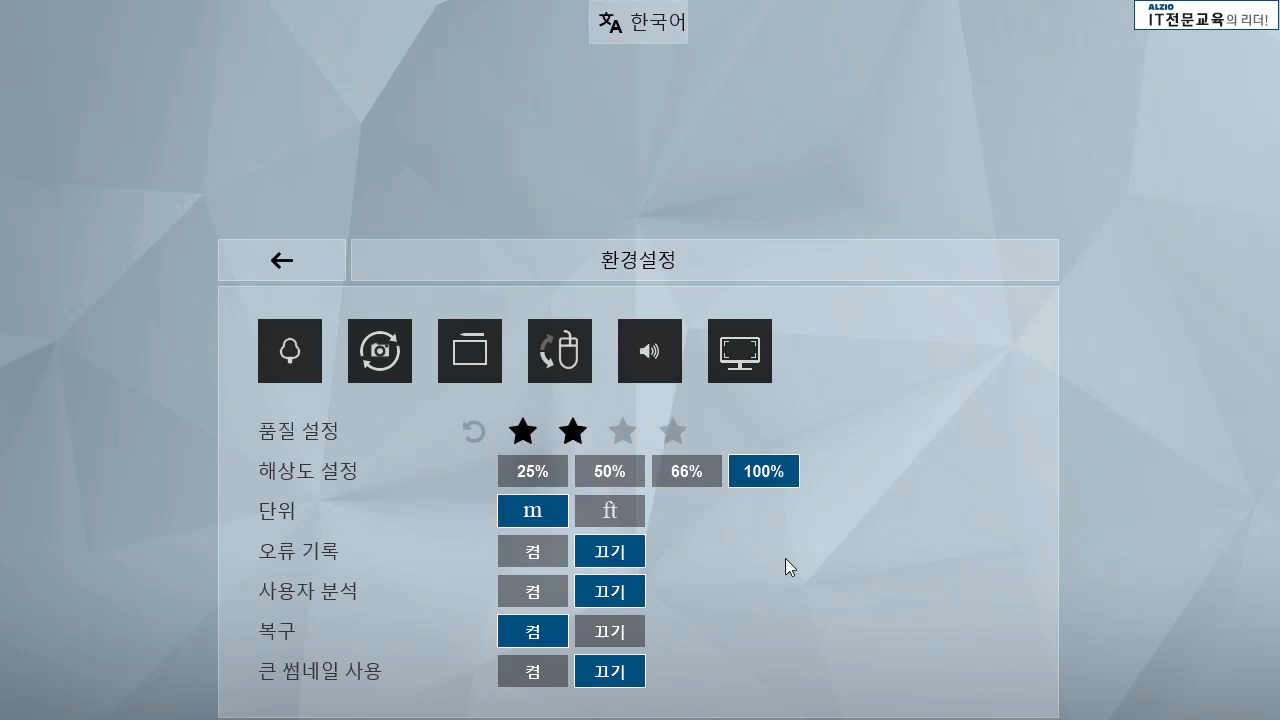 한국어
ALZIO
IT전문교육의 리더!
환경설정
품질 설정
해상도 설정 25% 50% 66% 100%
단위 m ft
오류 기록 켬 끄기
사용자 분석 켬 끄기
복구 켬 끄기
큰 썸네일 사용 켬 끄기